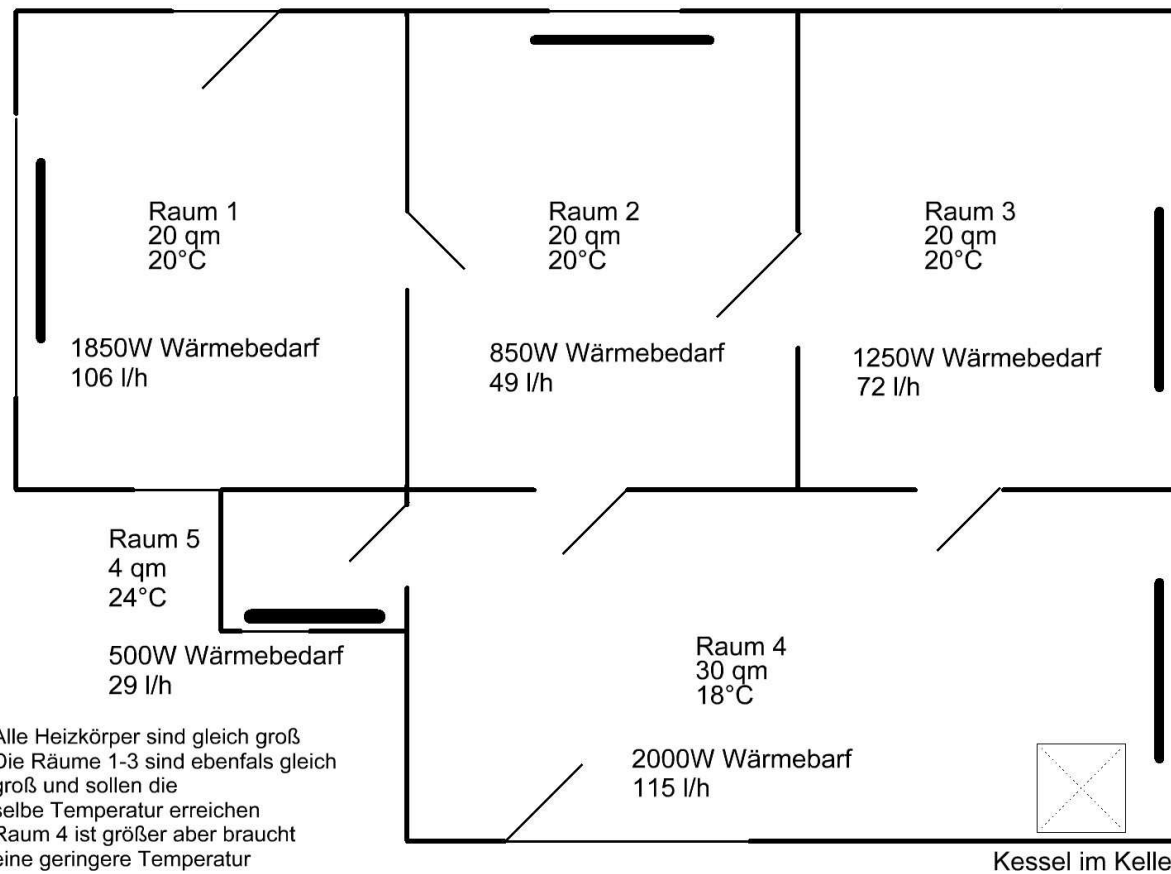 Raum 1
20 qm
20°C
Raum 2
20 qm
20°C
Raum 3
20 qm
20°C
1850W Wärmebedarf
106 l/h
850W Wärmebedarf
49 l/h
1250W Wärmebedarf
72 l/h
Raum 5
4 qm
24°C
500W Wärmebedarf
29 l/h
Raum 4
30 qm
18°C
2000W Wärmebarf
115 l/h
Alle Heizkörper sind gleich groß
Die Räume 1-3 sind ebenfals gleich
groß und sollen die
selbe Temperatur erreichen
Raum 4 ist größer aber braucht
eine geringere Temperatur
Kessel im Kelle